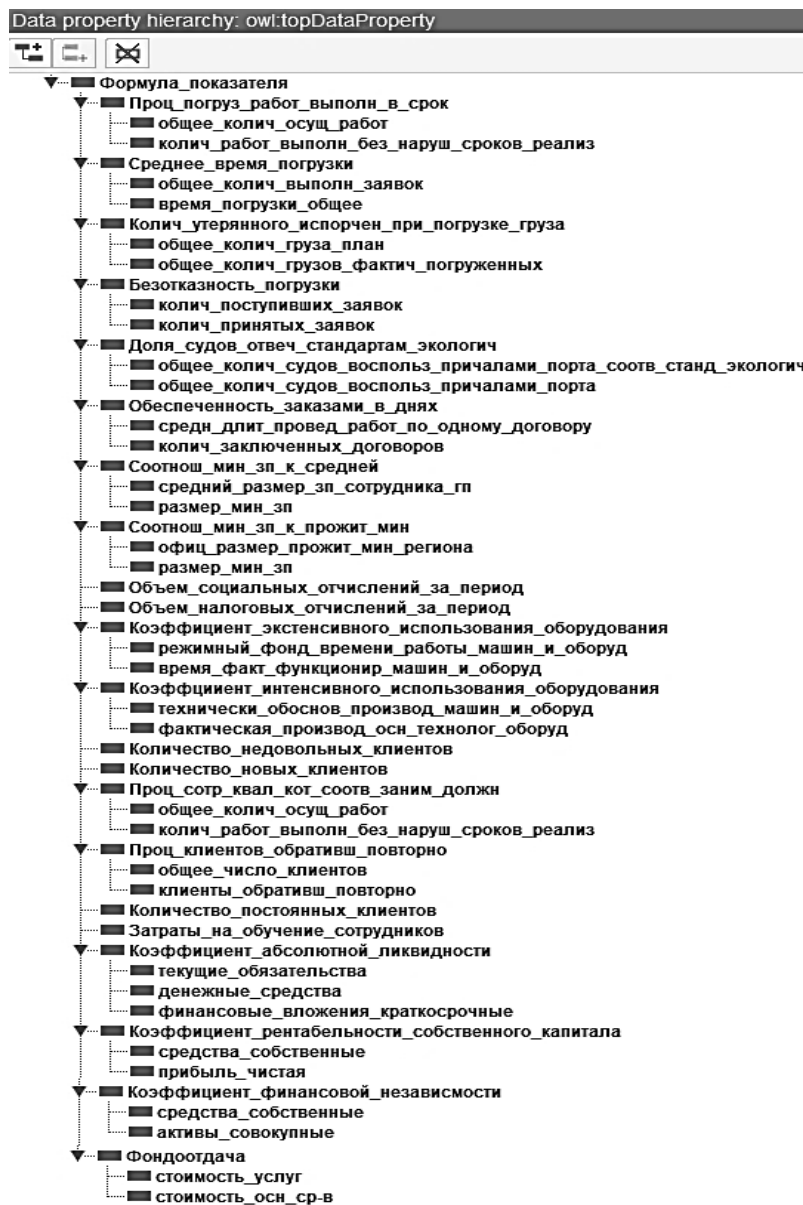 Data property hierarchy: owl:topDataProperty
Формула_показателя
Проц_погруз_работ_выполн_в_срок
общее_колич_осущ_работ
колич_работ_выполн_без_наруш_сроков_реализ
Среднее_время_погрузки
общее_колич_выполн_заявок
время_погрузки_общее
Колич_утерянного_испорчен_при_погрузке_груза
общее_колич_груза_план
общее_колич_грузов_фактич_погруженных
Безотказность_погрузки
колич_поступивших_заявок
колич_принятых_заявок
Доля_судов_отвеч_стандартам_экологич
общее_колич_судов_воспольз_причалами_порта_соотв_станд_экологич
общее_колич_судов_воспольз_причалами_порта
Обеспеченность_заказами_в_днях
средн_длит_провед_работ_по_одному_договору
колич_заключенных_договоров
Соотнош_мин_зп_к_средней
средний_размер_зп_сотрудника_гп
размер_мин_зп
Соотнош_мин_зп_к_прожит_мин
офиц_размер_прожит_мин_региона
размер_мин_зп
Объем_социальных_отчислений_за_период
Объем_налоговых_отчислений_за_период
Коэффициент_экстенсивного_использования_оборудования
режимный_фонд_времени_работы_машин_и_оборуд
время_факт_функционир_машин_и_оборуд
Коэффцииент_интенсивного_использования_оборудования
технически_обоснов_производ_машин_и_оборуд
фактическая_производ_осн_технолог_оборуд
Количество_недовольных_клиентов
Количество_новых_клиентов
Проц_сотр_квал_кот_соотв_заним_должн
общее_колич_осущ_работ
колич_работ_выполн_без_наруш_сроков_реализ
Проц_клиентов_обративш_повторно
общее_число_клиентов
клиенты_обративш_повторно
Количество_постоянных_клиентов
Затраты_на_обучение_сотрудников
Коэффициент_абсолютной_ликвидности
текущие_обязательства
денежные_средства
финансовые_вложения_краткосрочные
Коэффициент_рентабельности_собственного_капитала
средства_собственные
прибыль_чистая
Коэффициент_финансовой_независмости
средства_собственные
активы_совокупные
Фондоотдача
стоимость_услуг
стоимость_осн_ср-в